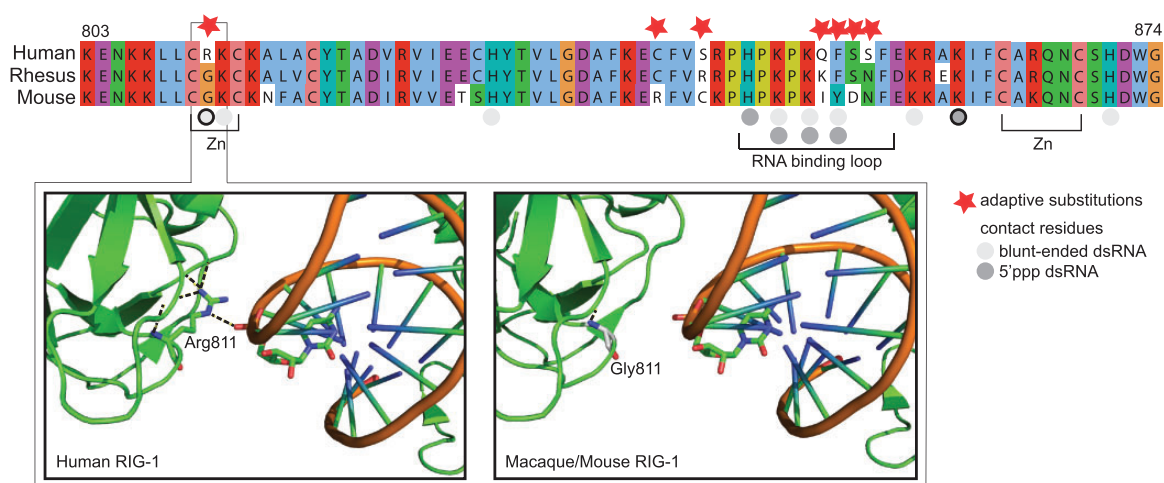 803 874
Human KENKKLLCRKCKALACYTADVRVIEECHYTVLGDAFKECFVSRPHPKPKQFSSFEKRAKIFCARQNCSHDWG
Rhesus KENKKLLCGKCKALVCYTADIRVIEECHYTVLGDAFKECFVRRPHPKPKKFSNFDKREKIFCARQNCSHDWG
Mouse KENKKLLCGKCKNFACYTADIRVVETSHYTVLGDAFKERFVCKPHPKPKIYDNFEKKAKIFCAKQNCSHDWG
Zn
RNA binding loop
Zn
adaptive substitutions
contact residues
blunt-ended dsRNA
5'ppp dsRNA
Arg811
Human RIG-1
Gly811
Macaque/Mouse RIG-1